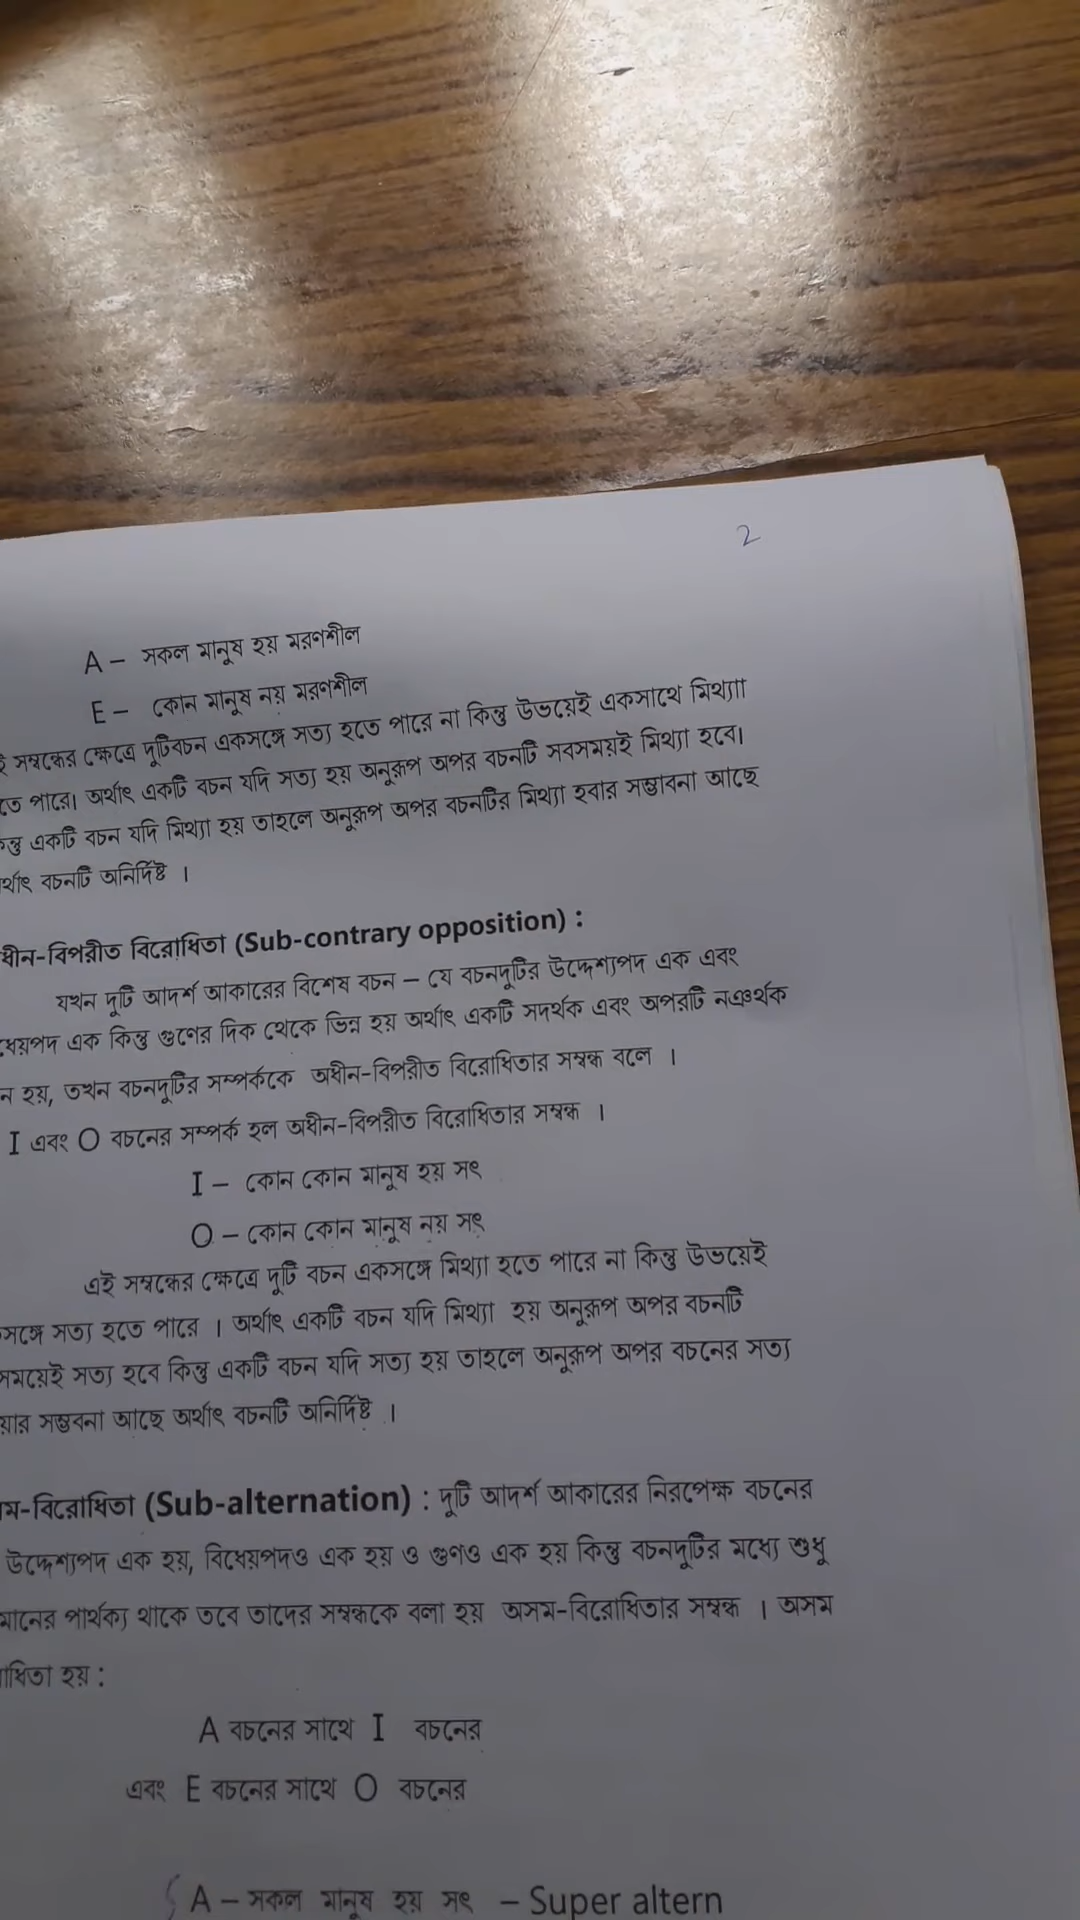 2
A – সকল মানুষ হয় মরণশীল
E – কোন মানুষ নয় মরণশীল
সম্বন্ধের ক্ষেত্রে দুটিবচন একসঙ্গে সত্য হতে পারে না কিন্তু উভয়েই একসাথে মিথ্যাা
পারে। অর্থাৎ একটি বচন যদি সত্য হয় অনুরূপ অপর বচনটি সবসময়ই মিথ্যা হবে।
একটি বচন যদি মিথ্যা হয় তাহলে অনুরূপ অপর বচনটির মিথ্যা হবার সম্ভাবনা আছে
র্থাৎ বচনটি অনির্দিষ্ট ।
ধীন-বিপরীত বিরোধিতা (Sub-contrary opposition) :
যখন দুটি আদর্শ আকারের বিশেষ বচন – যে বচনদুটির উদ্দেশ্যপদ এক এবং
ধেয়পদ এক কিন্তু গুণের দিক থেকে ভিন্ন হয় অর্থাৎ একটি সদর্থক এবং অপরটি নঞর্থক
ন হয়, তখন বচনদুটির সম্পর্ককে অধীন-বিপরীত বিরোধিতার সম্বন্ধ বলে ।
I এবং O বচনের সম্পর্ক হল অধীন-বিপরীত বিরোধিতার সম্বন্ধ ।
I – কোন কোন মানুষ হয় সৎ
O – কোন কোন মানুষ নয় সৎ
এই সম্বন্ধের ক্ষেত্রে দুটি বচন একসঙ্গে মিথ্যা হতে পারে না কিন্তু উভয়েই
সঙ্গে সত্য হতে পারে । অর্থাৎ একটি বচন যদি মিথ্যা হয় অনুরূপ অপর বচনটি
সময়েই সত্য হবে কিন্তু একটি বচন যদি সত্য হয় তাহলে অনুরূপ অপর বচনের সত্য
য়ার সম্ভবনা আছে অর্থাৎ বচনটি অনির্দিষ্ট ।
ম-বিরোধিতা (Sub-alternation) : দুটি আদর্শ আকারের নিরপেক্ষ বচনের
উদ্দেশ্যপদ এক হয়, বিধেয়পদও এক হয় ও গুণও এক হয় কিন্তু বচনদুটির মধ্যে শুধু
মানের পার্থক্য থাকে তবে তাদের সম্বন্ধকে বলা হয় অসম-বিরোধিতার সম্বন্ধ । অসম
াধিতা হয় :
A বচনের সাথে I বচনের
এবং E বচনের সাথে O বচনের
A – সকল মানুষ হয় সৎ – Super altern